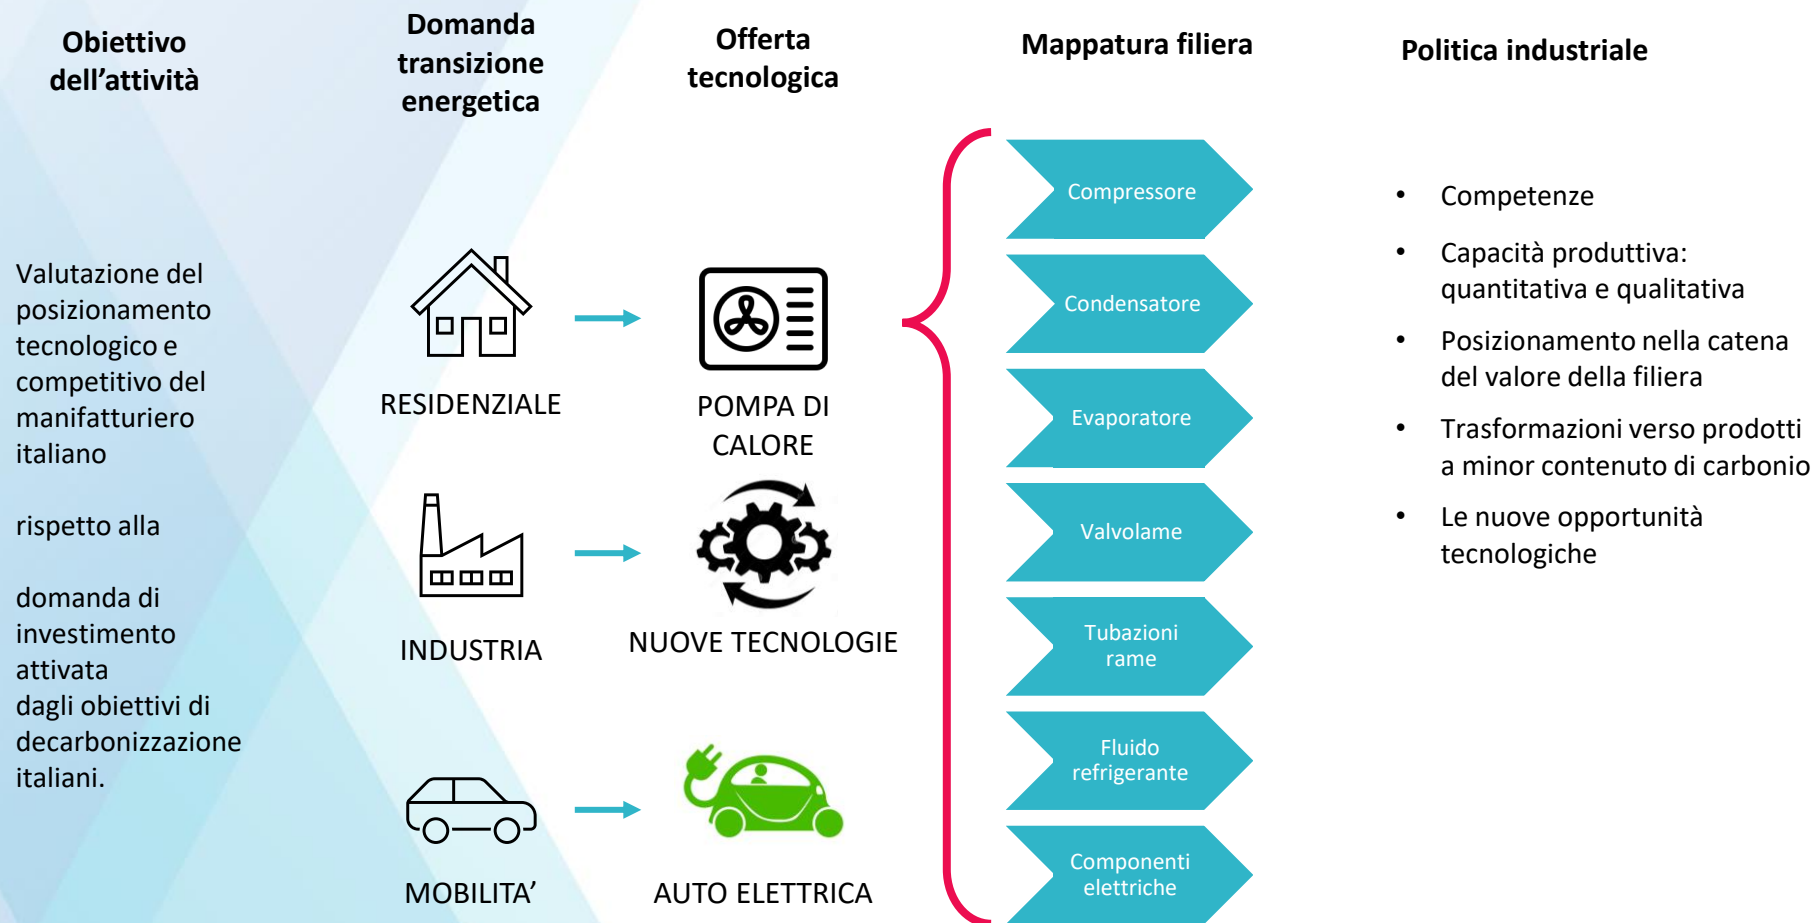 Obiettivo
dell’attività
Valutazione del
posizionamento
tecnologico e
competitivo del
manifatturiero
italiano
rispetto alla
domanda di
investimento
attivata
dagli obiettivi di
decarbonizzazione
italiani.
Domanda
transizione
energetica
RESIDENZIALE
INDUSTRIA
MOBILITA’
Offerta
tecnologica
POMPA DI
CALORE
NUOVE TECNOLOGIE
AUTO ELETTRICA
Mappatura filiera
Compressore
Condensatore
Evaporatore
Valvolame
Tubazioni
rame
Fluido
refrigerante
Componenti
elettriche
Politica industriale
• Competenze
• Capacità produttiva:
quantitativa e qualitativa
• Posizionamento nella catena
del valore della filiera
• Trasformazioni verso prodotti
a minor contenuto di carbonio
• Le nuove opportunità
tecnologiche